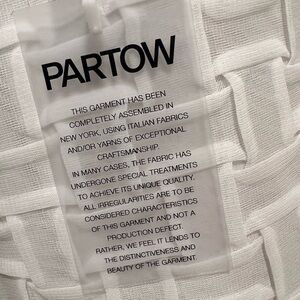 PARTOW
THIS GARMENT HAS BEEN
COMPLETELY ASSEMBLED IN
NEW YORK, USING ITALIAN FABRICS
AND/OR YARNS OF EXCEPTIONAL
CRAFTSMANSHIP.
IN MANY CASES, THE FABRIC HAS
UNDERGONE SPECIAL TREATMENTS
TO ACHIEVE ITS UNIQUE QUALITY.
ALL IRREGULARITIES ARE TO BE
CONSIDERED CHARACTERISTICS
OF THIS GARMENT AND NOT A
PRODUCTION DEFECT.
RATHER, WE FEEL IT LENDS TO
THE DISTINCTIVENESS AND
BEAUTY OF THE GARMENT